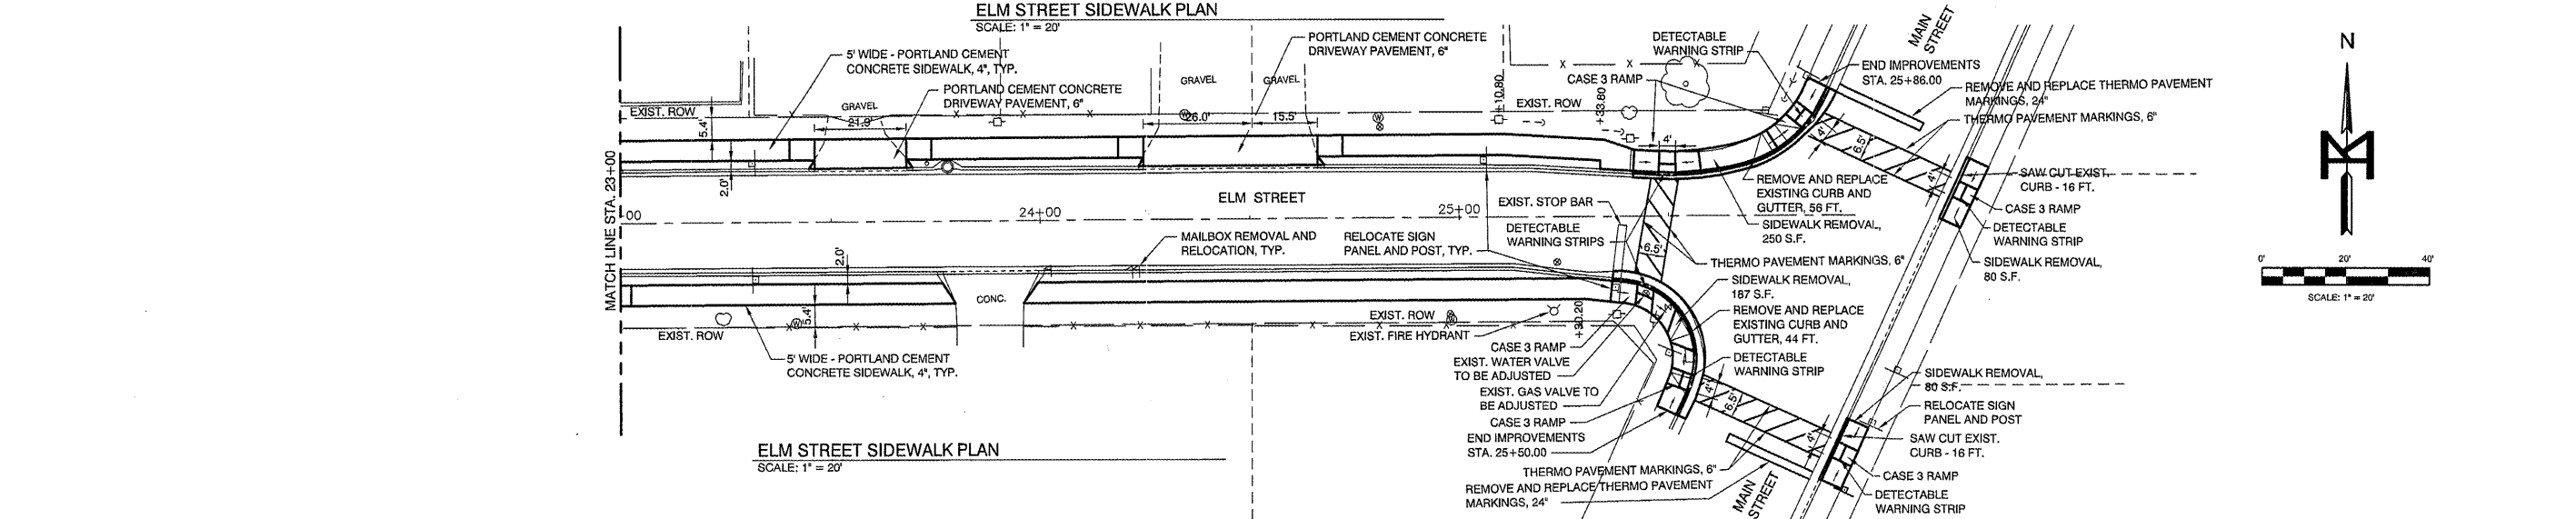 ELM STREET SIDEWALK PLAN
SCALE: 1" = 20'
5' WIDE - PORTLAND CEMENT
CONCRETE SIDEWALK, 4", TYP.
PORTLAND CEMENT CONCRETE
DRIVEWAY PAVEMENT, 6"
PORTLAND CEMENT CONCRETE
DRIVEWAY PAVEMENT, 6"
GRAVEL
GRAVEL
GRAVEL
DETECTABLE
WARNING STRIP
CASE 3 RAMP
MAIN
STREET
END IMPROVEMENTS
STA. 25+86.00
REMOVE AND REPLACE THERMO PAVEMENT
MARKINGS, 24"
THERMO PAVEMENT MARKINGS, 6"
N
EXIST. ROW
EXIST. ROW
5.4'
21.9'
26.0'
15.5'
+10.80
+33.80
4'
4'
6.5'
4'
2.0'
MATCH LINE STA. 23+00
REMOVE AND REPLACE
EXISTING CURB AND
GUTTER, 56 FT.
SIDEWALK REMOVAL,
250 S.F.
SAW CUT EXIST.
CURB - 16 FT.
CASE 3 RAMP
DETECTABLE
WARNING STRIP
SIDEWALK REMOVAL,
80 S.F.
ELM STREET
00
24+00
25+00
EXIST. STOP BAR
DETECTABLE
WARNING STRIPS
6.5'
THERMO PAVEMENT MARKINGS, 6"
MAILBOX REMOVAL AND
RELOCATION, TYP.
RELOCATE SIGN
PANEL AND POST, TYP.
2.0'
CONC.
5.4'
EXIST. ROW
EXIST. ROW
5' WIDE - PORTLAND CEMENT
CONCRETE SIDEWALK, 4", TYP.
SIDEWALK REMOVAL,
187 S.F.
REMOVE AND REPLACE
EXISTING CURB AND
GUTTER, 44 FT.
DETECTABLE
WARNING STRIP
+30.20
EXIST. FIRE HYDRANT
CASE 3 RAMP
EXIST. WATER VALVE
TO BE ADJUSTED
EXIST. GAS VALVE TO
BE ADJUSTED
CASE 3 RAMP
END IMPROVEMENTS
STA. 25+50.00
4'
6.5'
4'
THERMO PAVEMENT MARKINGS, 6"
REMOVE AND REPLACE THERMO PAVEMENT
MARKINGS, 24"
MAIN
STREET
SIDEWALK REMOVAL,
80 S.F.
RELOCATE SIGN
PANEL AND POST
SAW CUT EXIST.
CURB - 16 FT.
CASE 3 RAMP
DETECTABLE
WARNING STRIP
0' 20' 40'
SCALE: 1" = 20'
ELM STREET SIDEWALK PLAN
SCALE: 1" = 20'